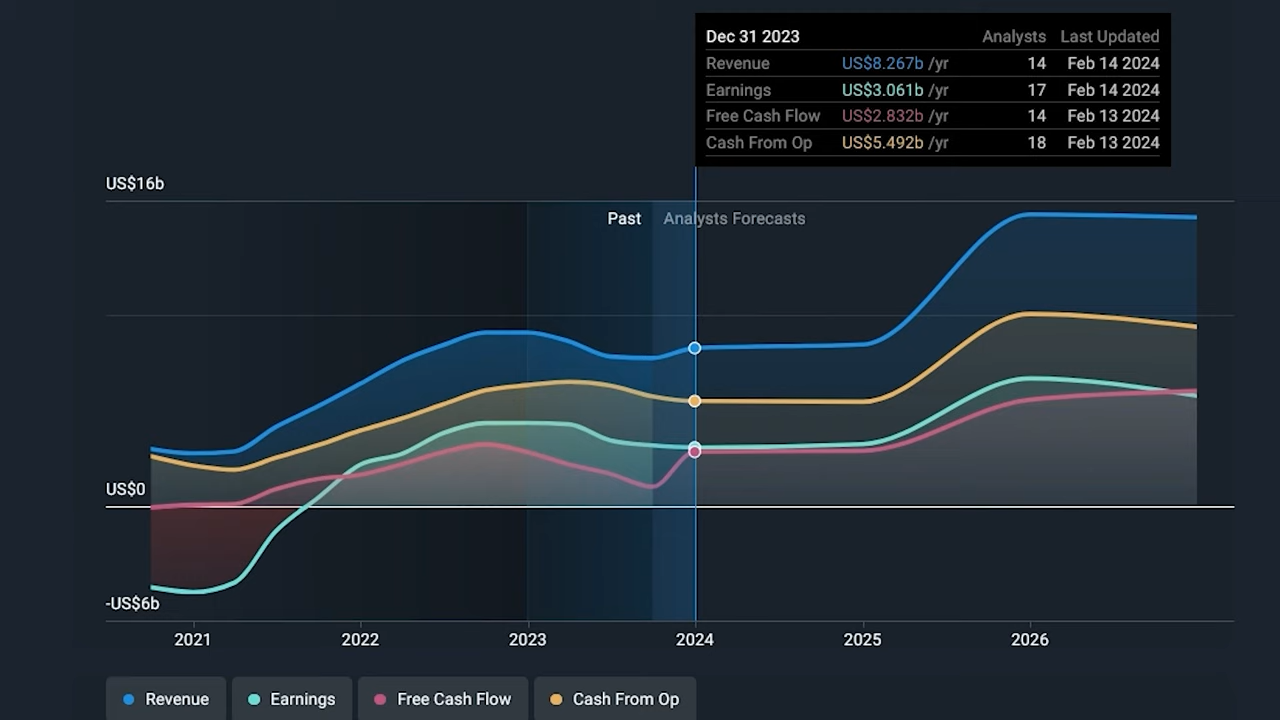 Dec 31 2023 Analysts Last Updated
Revenue US$8.267b /yr 14 Feb 14 2024
Earnings US$3.061b /yr 17 Feb 14 2024
Free Cash Flow US$2.832b /yr 14 Feb 13 2024
Cash From Op US$5.492b /yr 18 Feb 13 2024
US$16b
Past Analysts Forecasts
US$0
-US$6b
2021 2022 2023 2024 2025 2026
Revenue Earnings Free Cash Flow Cash From Op